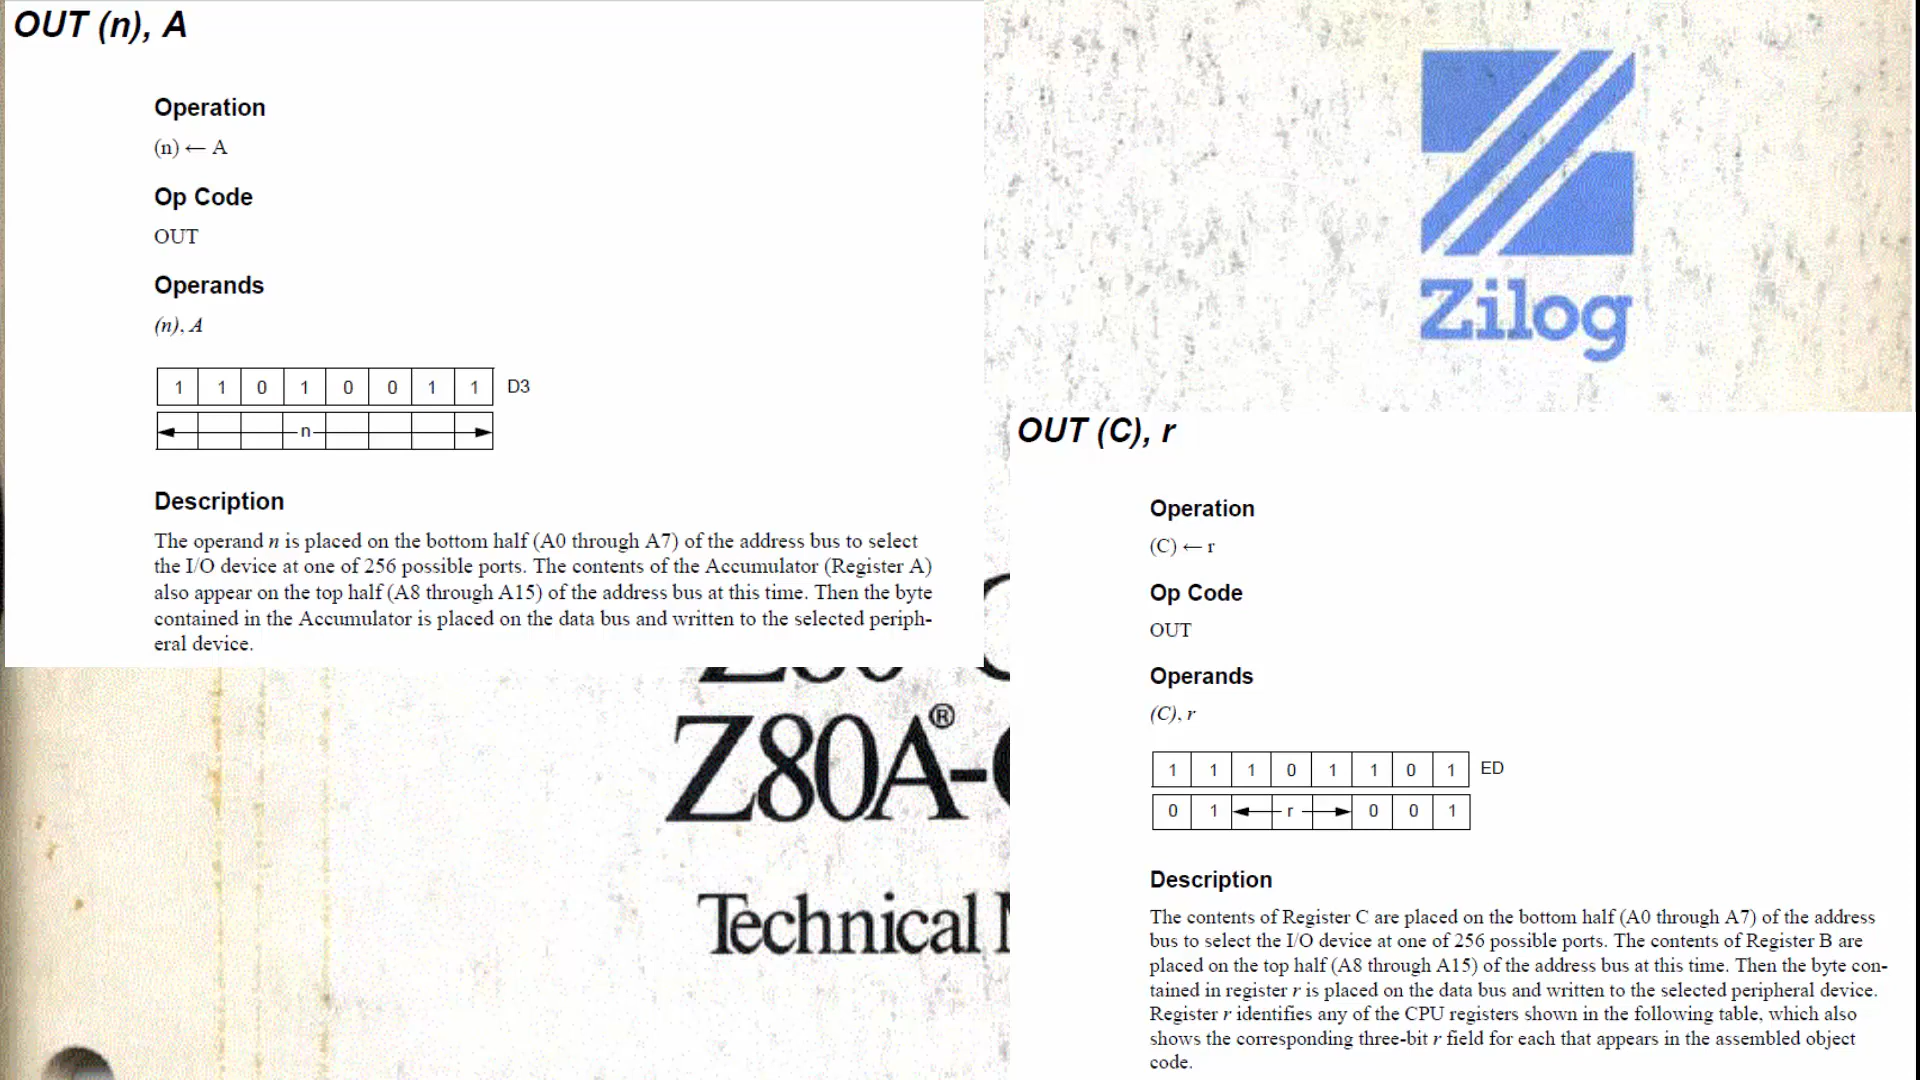 OUT (n), A
Operation
(n) ← A
Op Code
OUT
Operands
(n), A
1 1 0 1 0 0 1 1 D3
n
Description
The operand n is placed on the bottom half (A0 through A7) of the address bus to select
the I/O device at one of 256 possible ports. The contents of the Accumulator (Register A)
also appear on the top half (A8 through A15) of the address bus at this time. Then the byte
contained in the Accumulator is placed on the data bus and written to the selected periph-
eral device.
Z80A®-
Technical
Zilog
OUT (C), r
Operation
(C) ← r
Op Code
OUT
Operands
(C), r
1 1 1 0 1 1 0 1 ED
0 1 r 0 0 1
Description
The contents of Register C are placed on the bottom half (A0 through A7) of the address
bus to select the I/O device at one of 256 possible ports. The contents of Register B are
placed on the top half (A8 through A15) of the address bus at this time. Then the byte con-
tained in register r is placed on the data bus and written to the selected peripheral device.
Register r identifies any of the CPU registers shown in the following table, which also
shows the corresponding three-bit r field for each that appears in the assembled object
code.